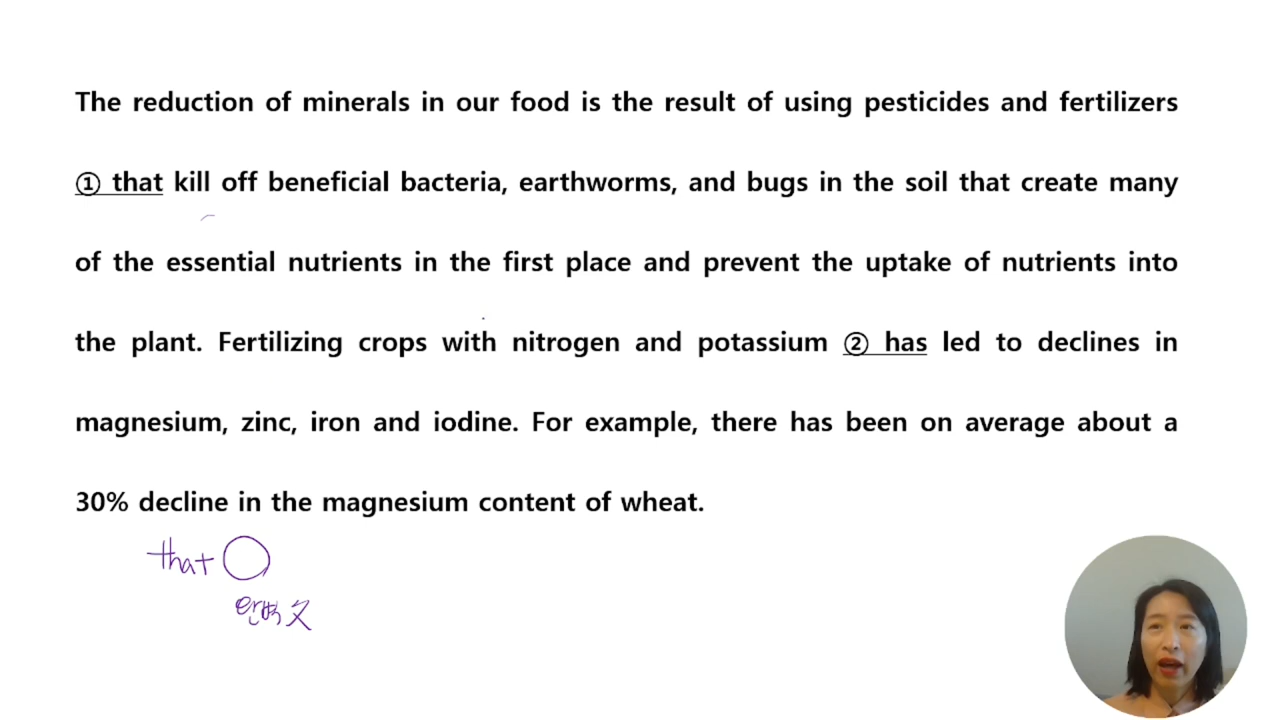 The reduction of minerals in our food is the result of using pesticides and fertilizers
① that kill off beneficial bacteria, earthworms, and bugs in the soil that create many
of the essential nutrients in the first place and prevent the uptake of nutrients into
the plant. Fertilizing crops with nitrogen and potassium ② has led to declines in
magnesium, zinc, iron and iodine. For example, there has been on average about a
30% decline in the magnesium content of wheat.
that